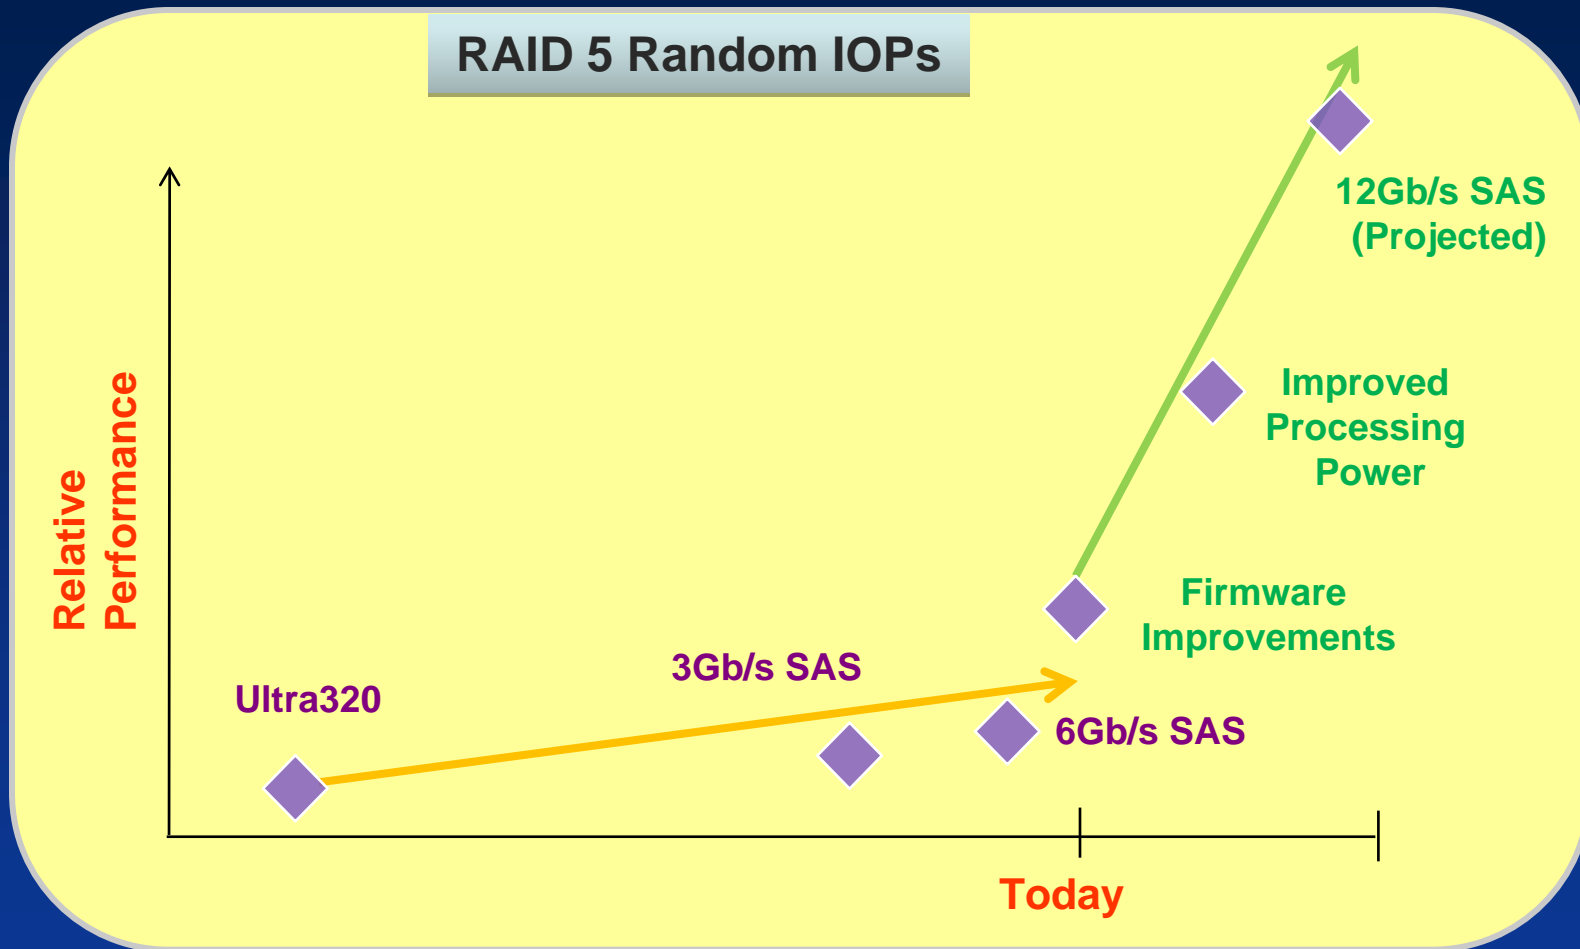 RAID 5 Random IOPs
12Gb/s SAS
(Projected)
Improved
Processing
Power
Relative
Performance
Firmware
Improvements
3Gb/s SAS
Ultra320
6Gb/s SAS
Today